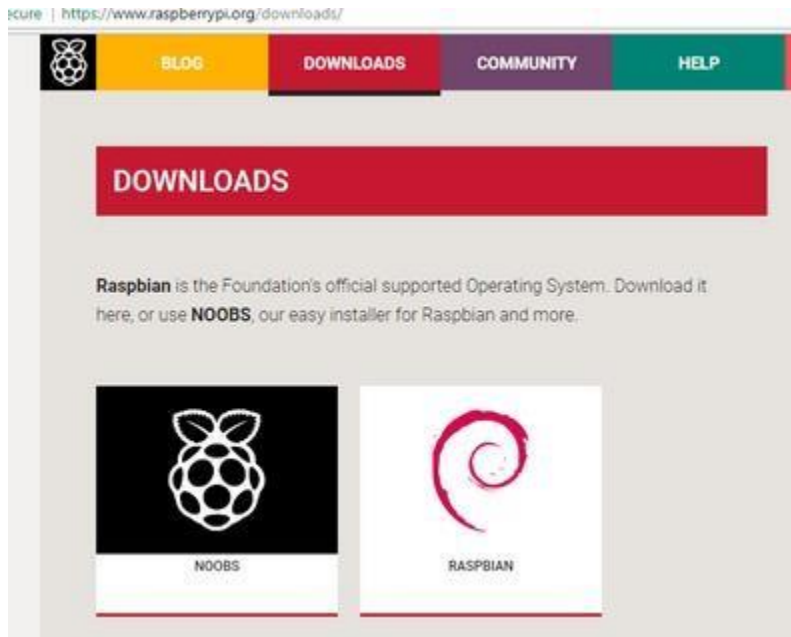 ecure | https://www.raspberrypi.org/downloads/
BLOG DOWNLOADS COMMUNITY HELP
DOWNLOADS
Raspbian is the Foundation's official supported Operating System. Download it
here, or use NOOBS, our easy installer for Raspbian and more.
NOOBS RASPBIAN